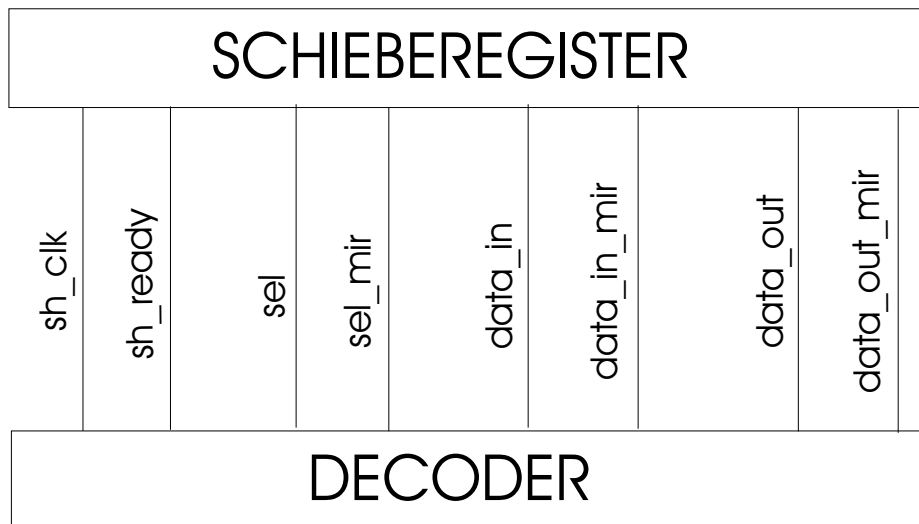 SCHIEBEREGISTER
sh_clk
sh_ready
sel
sel_mir
data_in
data_in_mir
data_out
data_out_mir
DECODER